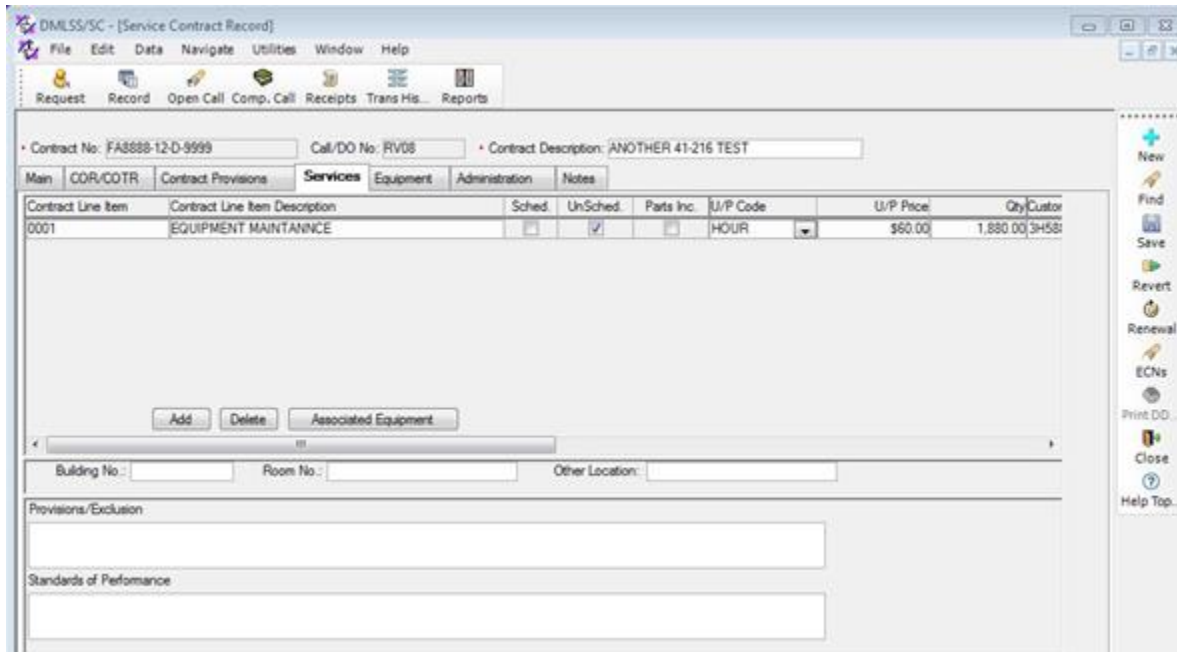 DMLSS/SC - [Service Contract Record]
File Edit Data Navigate Utilities Window Help
Request Record Open Call Comp. Call Receipts Trans His... Reports
• Contract No: FA8888-12-D-9999 Call/DO No: RV08 • Contract Description: ANOTHER 41-216 TEST
Main COR/COTR Contract Provisions Services Equipment Administration Notes
Contract Line Item Contract Line Item Description Sched. UnSched. Parts Inc. U/P Code U/P Price Qty Custor
0001 EQUIPMENT MAINTANNCE HOUR $60.00 1,880.00 3H58
Add Delete Associated Equipment
Building No.: Room No.: Other Location:
Provisions/Exclusion
Standards of Performance
New
Find
Save
Revert
Renewal
ECNs
Print DD...
Close
Help Top...